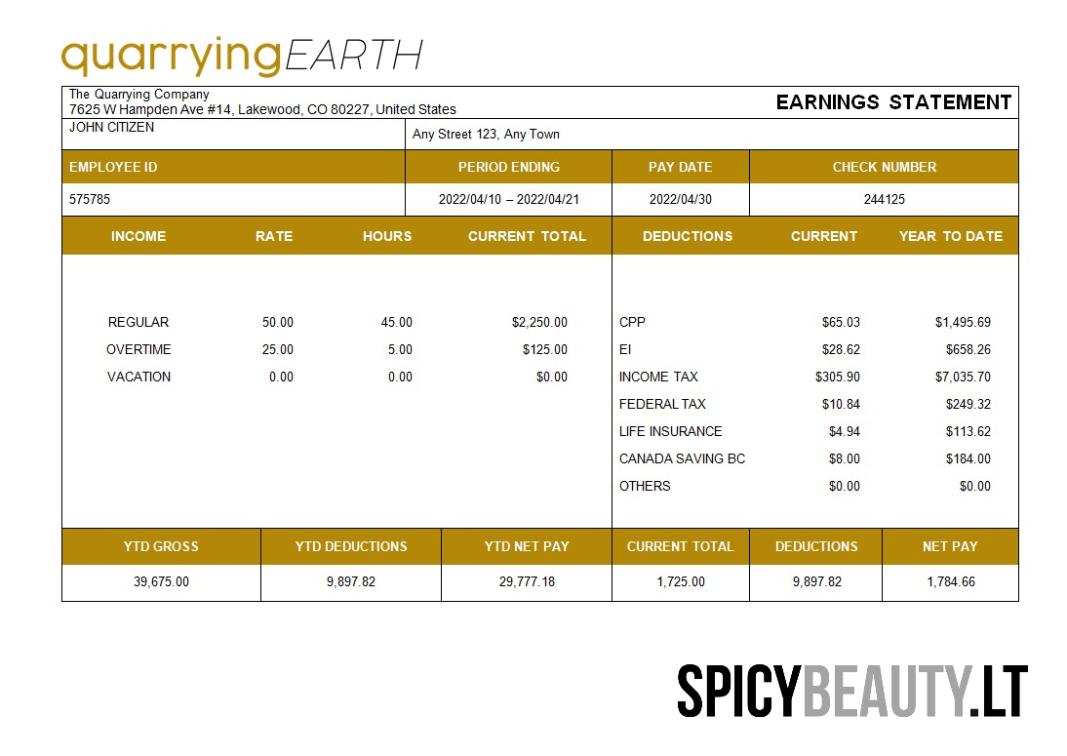 quarryingEARTH
The Quarrying Company
7625 W Hampden Ave #14, Lakewood, CO 80227, United States
EARNINGS STATEMENT
JOHN CITIZEN
Any Street 123, Any Town
EMPLOYEE ID PERIOD ENDING PAY DATE CHECK NUMBER
575785 2022/04/10 – 2022/04/21 2022/04/30 244125
INCOME RATE HOURS CURRENT TOTAL DEDUCTIONS CURRENT YEAR TO DATE
REGULAR 50.00 45.00 $2,250.00 CPP $65.03 $1,495.69
OVERTIME 25.00 5.00 $125.00 EI $28.62 $658.26
VACATION 0.00 0.00 $0.00 INCOME TAX $305.90 $7,035.70
FEDERAL TAX $10.84 $249.32
LIFE INSURANCE $4.94 $113.62
CANADA SAVING BC $8.00 $184.00
OTHERS $0.00 $0.00
YTD GROSS YTD DEDUCTIONS YTD NET PAY CURRENT TOTAL DEDUCTIONS NET PAY
39,675.00 9,897.82 29,777.18 1,725.00 9,897.82 1,784.66
SPICYBEAUTY.LT